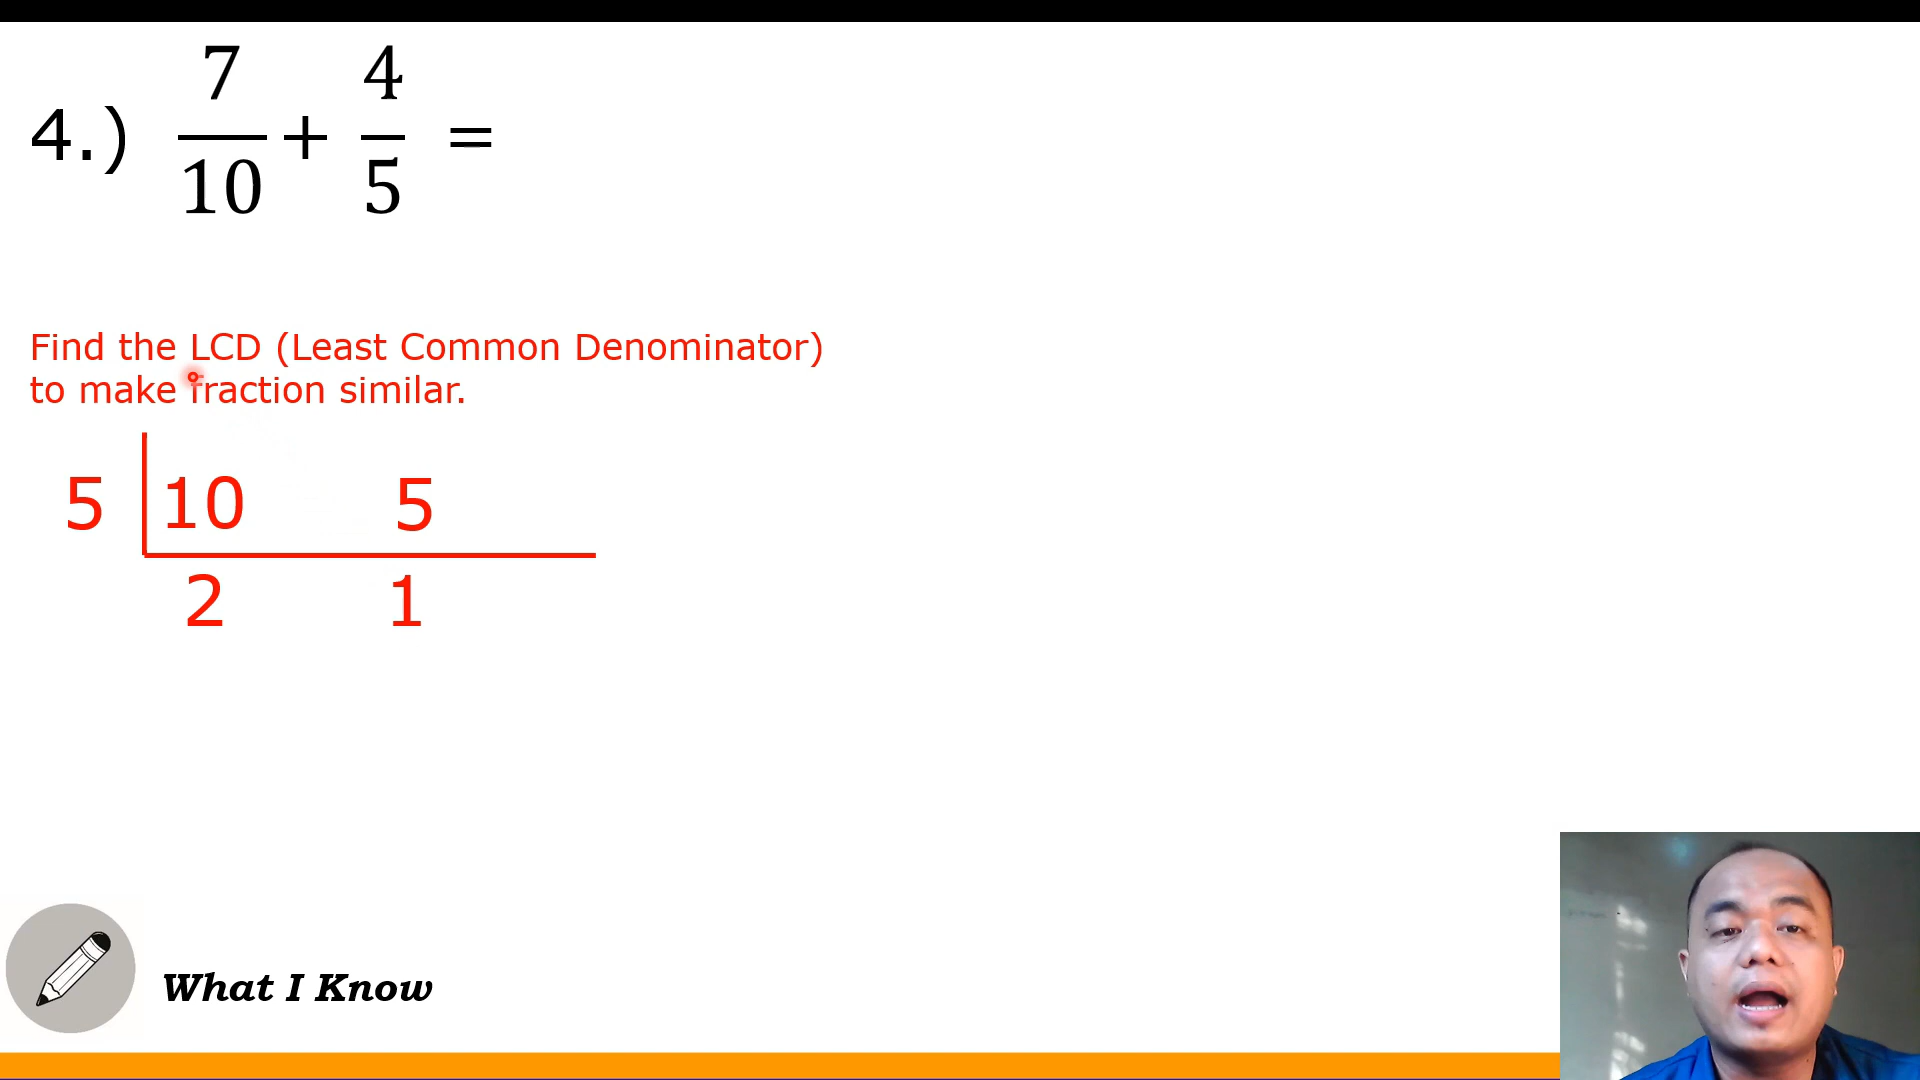 4.) 7/10 + 4/5 =
Find the LCD (Least Common Denominator)
to make fraction similar.
5 10 5
2 1
What I Know